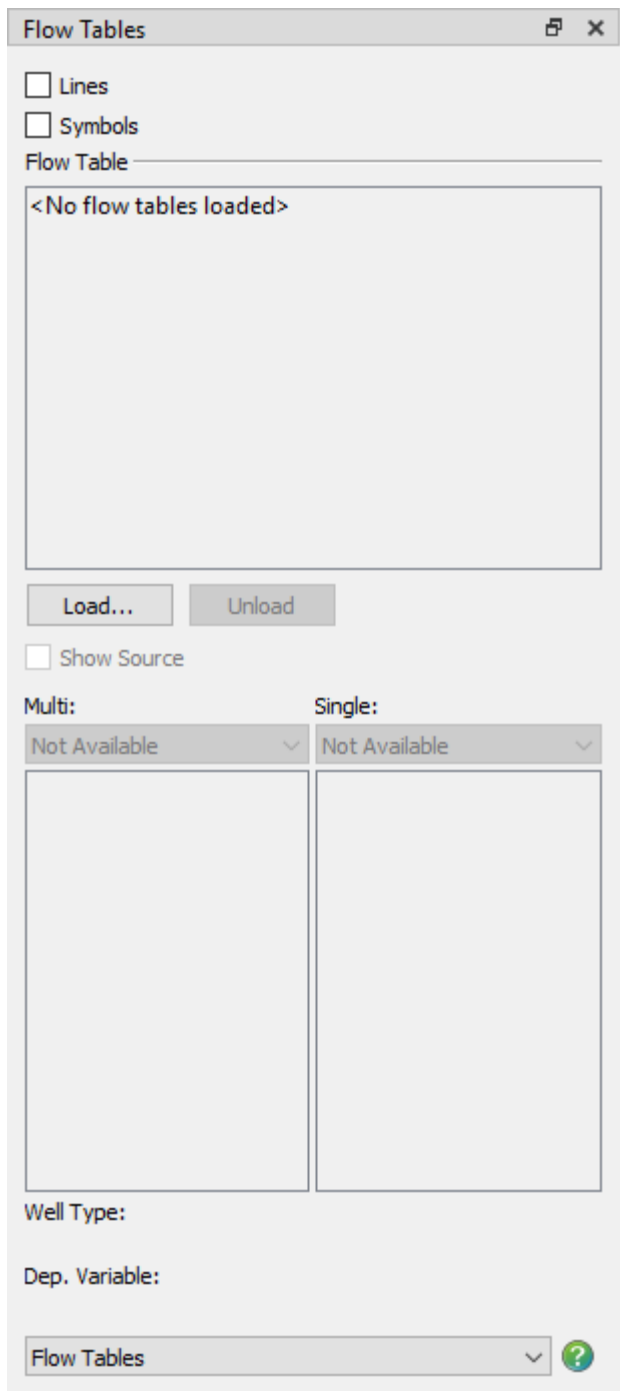 Flow Tables
Lines
Symbols
Flow Table
<No flow tables loaded>
Load... Unload
Show Source
Multi: Single:
Not Available Not Available
Well Type:
Dep. Variable:
Flow Tables ?